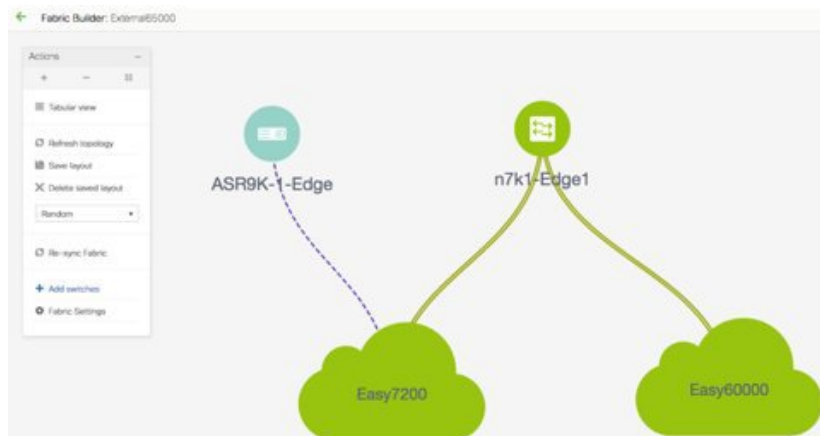 Fabric Builder: External65000
Actions
Tabular view
Refresh topology
Save layout
Delete saved layout
Random
Re-sync Fabric
Add switches
Fabric Settings
ASR9K-1-Edge
n7k1-Edge1
Easy7200
Easy60000